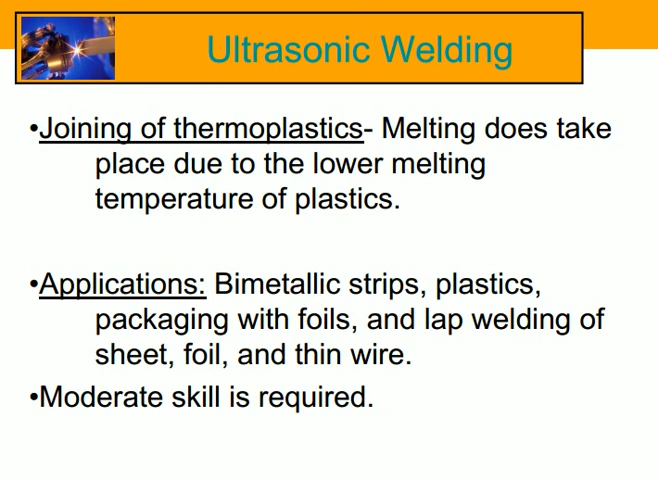 Ultrasonic Welding
•Joining of thermoplastics- Melting does take
place due to the lower melting
temperature of plastics.
•Applications: Bimetallic strips, plastics,
packaging with foils, and lap welding of
sheet, foil, and thin wire.
•Moderate skill is required.